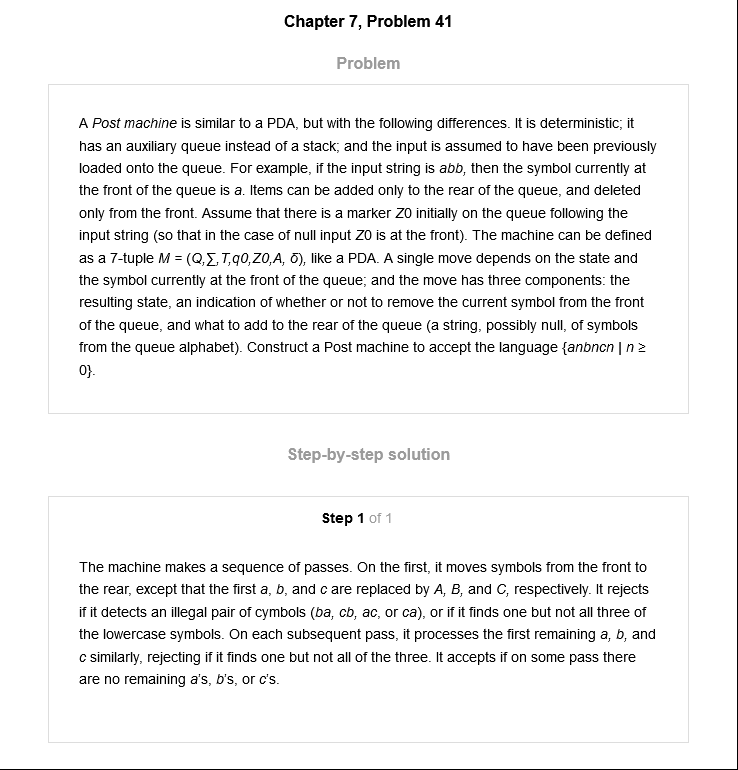 Chapter 7, Problem 41
Problem
A Post machine is similar to a PDA, but with the following differences. It is deterministic; it
has an auxiliary queue instead of a stack; and the input is assumed to have been previously
loaded onto the queue. For example, if the input string is abb, then the symbol currently at
the front of the queue is a. Items can be added only to the rear of the queue, and deleted
only from the front. Assume that there is a marker Z0 initially on the queue following the
input string (so that in the case of null input Z0 is at the front). The machine can be defined
as a 7-tuple M = (Q,∑,T,q0,Z0,A, δ), like a PDA. A single move depends on the state and
the symbol currently at the front of the queue; and the move has three components: the
resulting state, an indication of whether or not to remove the current symbol from the front
of the queue, and what to add to the rear of the queue (a string, possibly null, of symbols
from the queue alphabet). Construct a Post machine to accept the language {anbncn | n ≥
0}.
Step-by-step solution
Step 1 of 1
The machine makes a sequence of passes. On the first, it moves symbols from the front to
the rear, except that the first a, b, and c are replaced by A, B, and C, respectively. It rejects
if it detects an illegal pair of cymbols (ba, cb, ac, or ca), or if it finds one but not all three of
the lowercase symbols. On each subsequent pass, it processes the first remaining a, b, and
c similarly, rejecting if it finds one but not all of the three. It accepts if on some pass there
are no remaining a's, b's, or c's.